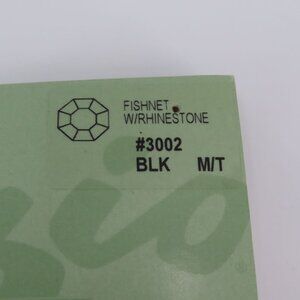 FISHNET
W/RHINESTONE
#3002
BLK M/T